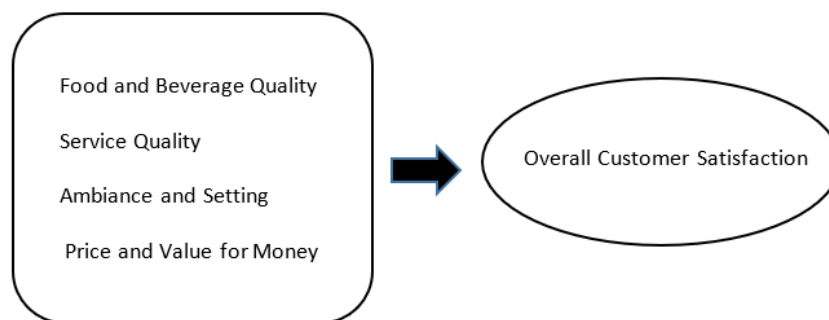 Food and Beverage Quality
Service Quality
Ambiance and Setting
Price and Value for Money
Overall Customer Satisfaction